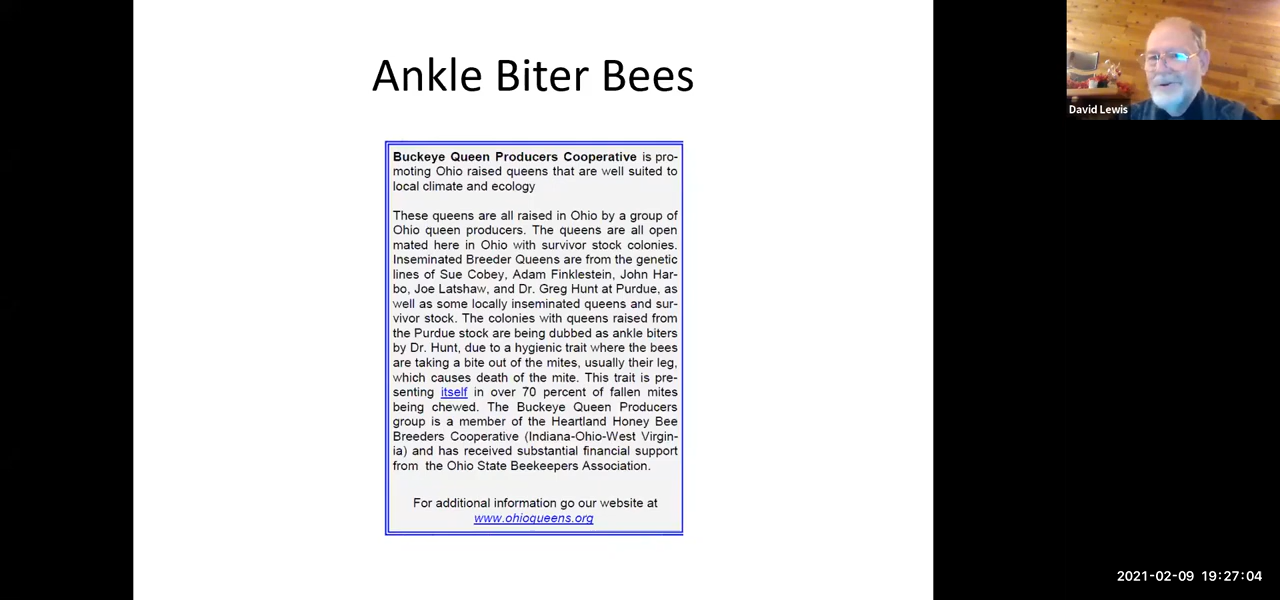 Ankle Biter Bees
David Lewis
Buckeye Queen Producers Cooperative is pro-
moting Ohio raised queens that are well suited to
local climate and ecology
These queens are all raised in Ohio by a group of
Ohio queen producers. The queens are all open
mated here in Ohio with survivor stock colonies.
Inseminated Breeder Queens are from the genetic
lines of Sue Cobey, Adam Finklestein, John Har-
bo, Joe Latshaw, and Dr. Greg Hunt at Purdue, as
well as some locally inseminated queens and sur-
vivor stock. The colonies with queens raised from
the Purdue stock are being dubbed as ankle biters
by Dr. Hunt, due to a hygienic trait where the bees
are taking a bite out of the mites, usually their leg,
which causes death of the mite. This trait is pre-
senting itself in over 70 percent of fallen mites
being chewed. The Buckeye Queen Producers
group is a member of the Heartland Honey Bee
Breeders Cooperative (Indiana-Ohio-West Virgin-
ia) and has received substantial financial support
from the Ohio State Beekeepers Association.
For additional information go our website at
www.ohioqueens.org
2021-02-09 19:27:04